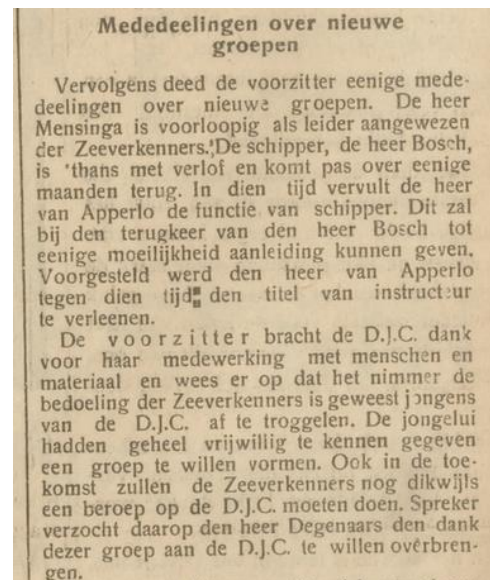 Mededeelingen over nieuwe
groepen
Vervolgens deed de voorzitter eenige mede-
deelingen over nieuwe groepen. De heer
Mensinga is voorloopig als leider aangewezen
der Zeeverkenners. De schipper, de heer Bosch,
is 'thans met verlof en komt pas over eenige
maanden terug. In dien tijd vervult de heer
van Apperlo de functie van schipper. Dit zal
bij den terugkeer van den heer Bosch tot
eenige moeilijkheid aanleiding kunnen geven.
Voorgesteld werd den heer van Apperlo
tegen dien tijd den titel van instructeur
te verleenen.
De voorzitter bracht de D.J.C. dank
voor haar medewerking met menschen en
materiaal en wees er op dat het nimmer de
bedoeling der Zeeverkenners is geweest jongens
van de D.J.C. af te troggelen. De jongelui
hadden geheel vrijwillig te kennen gegeven
een groep te willen vormen. Ook in de toe-
komst zullen de Zeeverkenners nog dikwijls
een beroep op de D.J.C. moeten doen. Spreker
verzocht daarop den heer Degenaars den dank
dezer groep aan de D.J.C. te willen overbren-
gen.